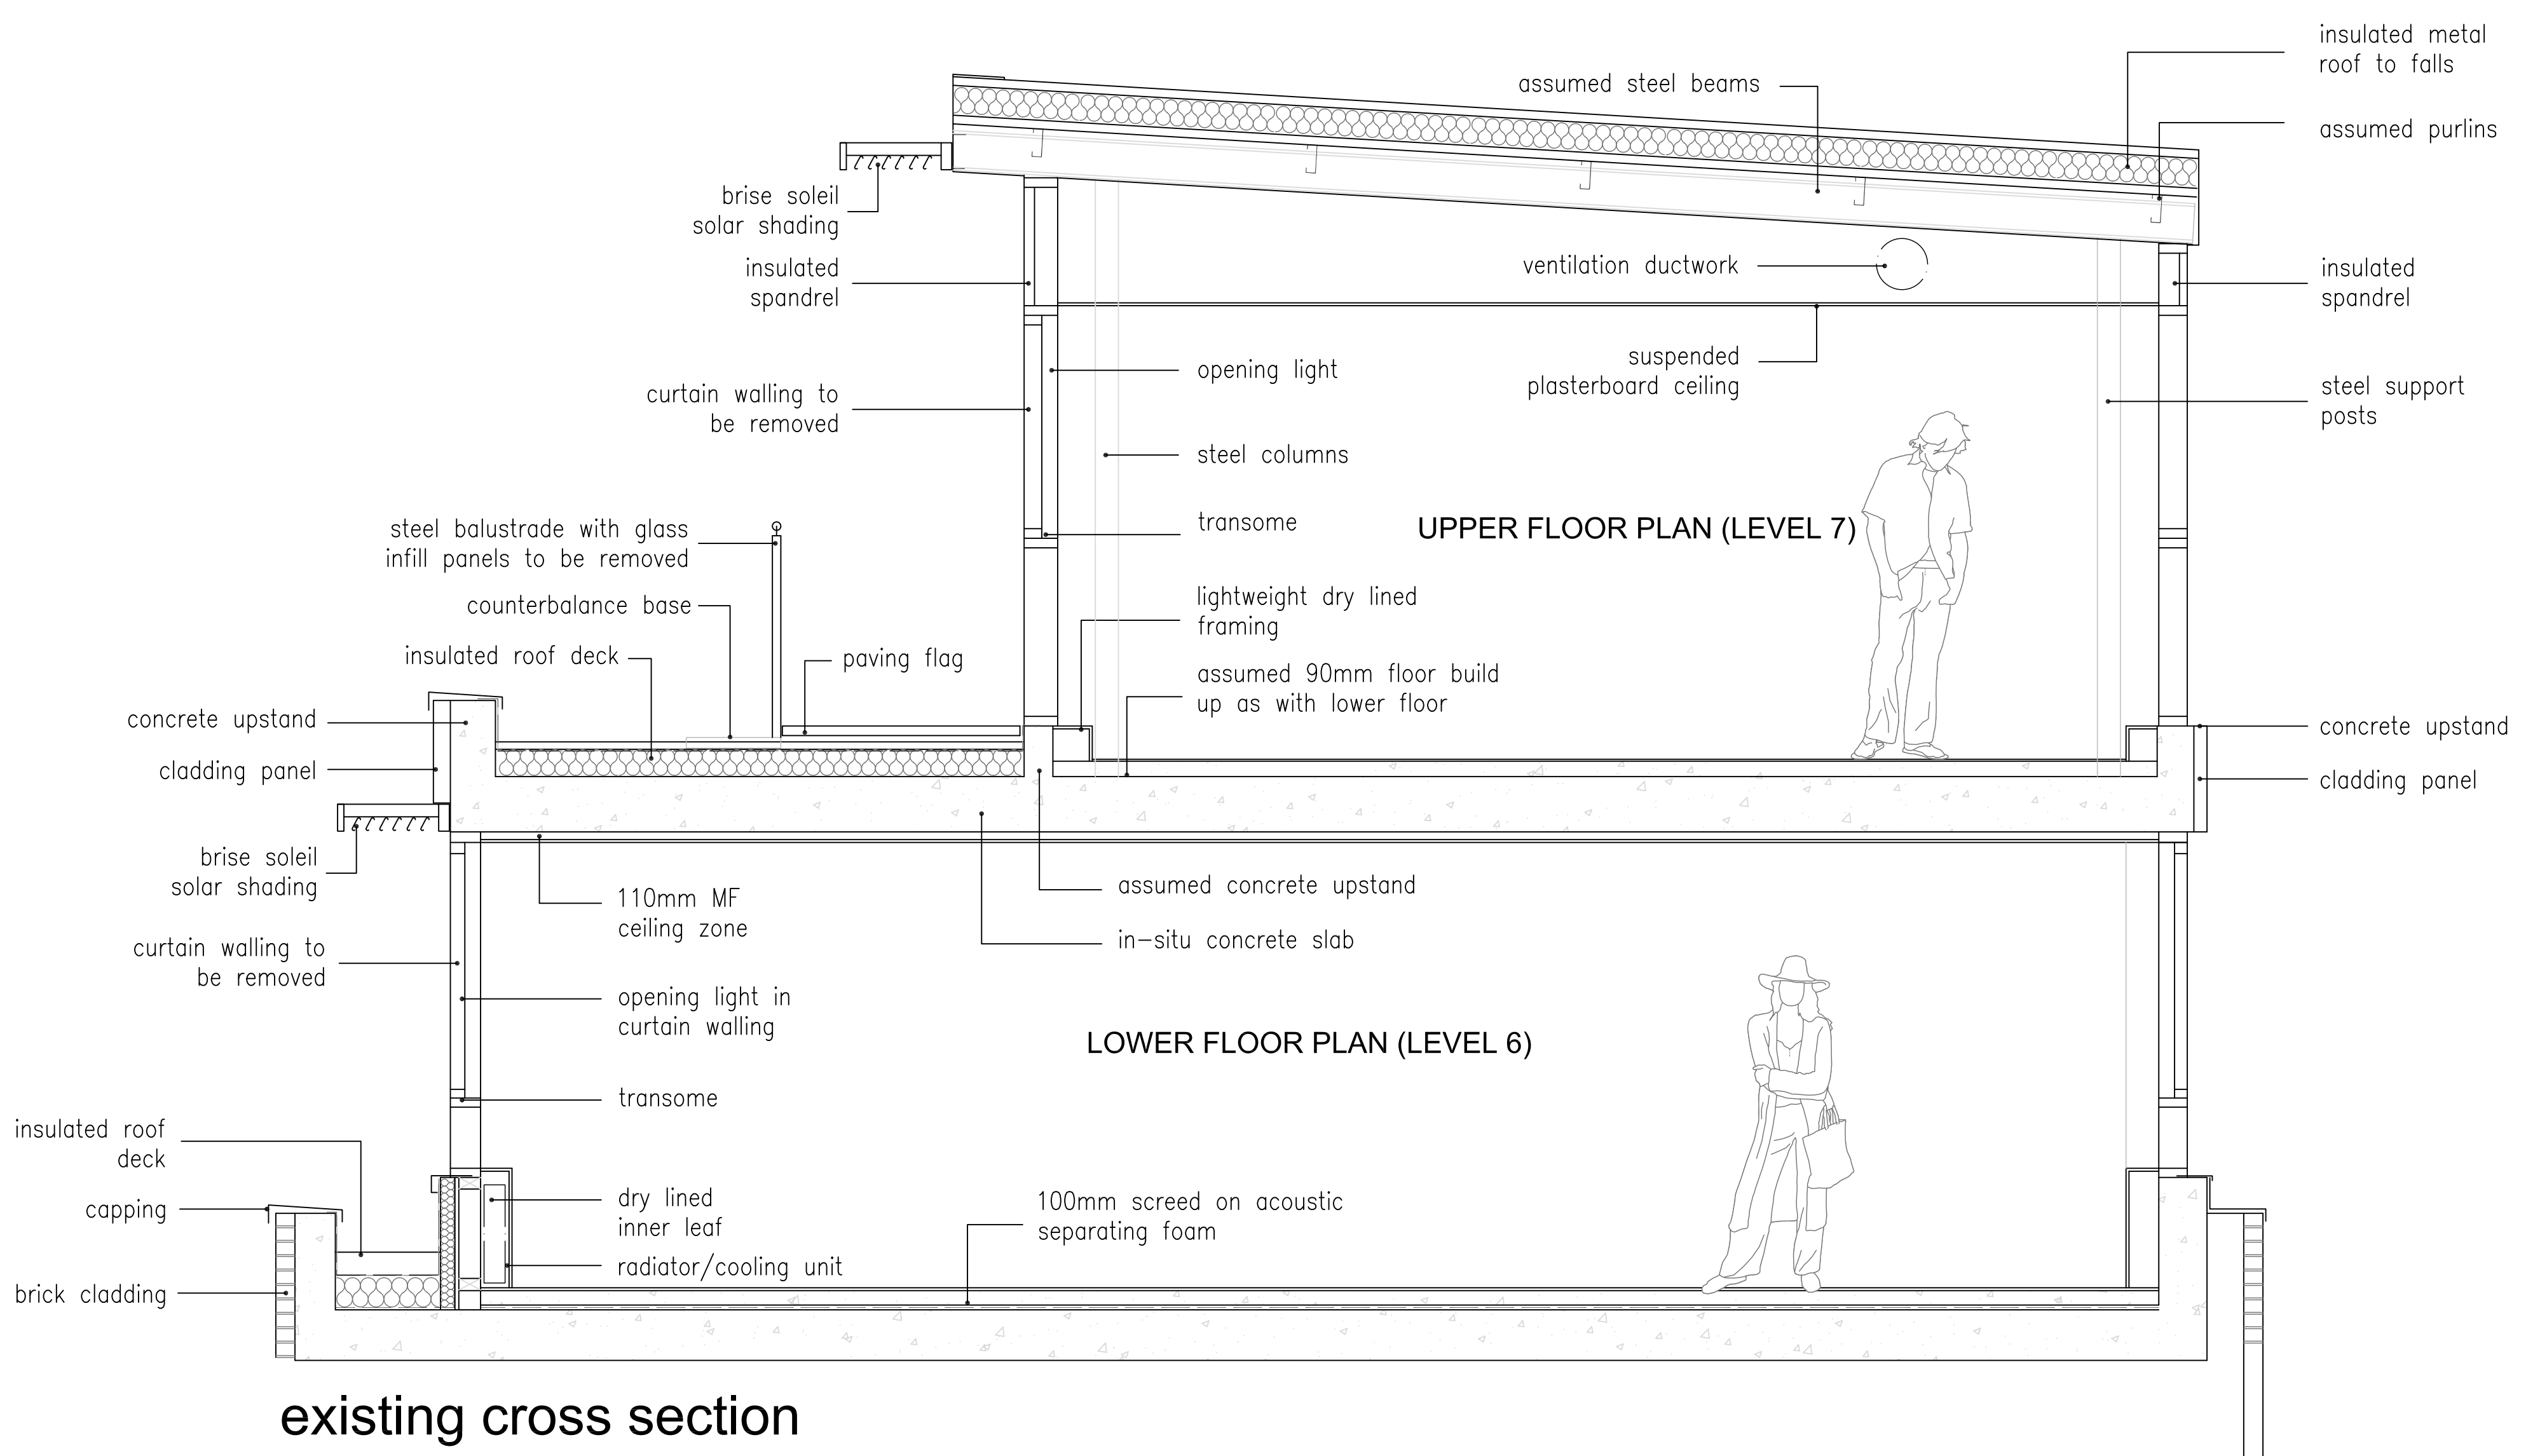 insulated metal
roof to falls
assumed steel beams
assumed purlins
brise soleil
solar shading
insulated
spandrel
ventilation ductwork
insulated
spandrel
opening light
suspended
plasterboard ceiling
curtain walling to
be removed
steel support
posts
steel columns
steel balustrade with glass
infill panels to be removed
transome
UPPER FLOOR PLAN (LEVEL 7)
counterbalance base
lightweight dry lined
framing
insulated roof deck
paving flag
assumed 90mm floor build
up as with lower floor
concrete upstand
concrete upstand
cladding panel
cladding panel
brise soleil
solar shading
110mm MF
ceiling zone
assumed concrete upstand
in-situ concrete slab
curtain walling to
be removed
opening light in
curtain walling
LOWER FLOOR PLAN (LEVEL 6)
transome
insulated roof
deck
capping
dry lined
inner leaf
100mm screed on acoustic
separating foam
radiator/cooling unit
brick cladding
existing cross section